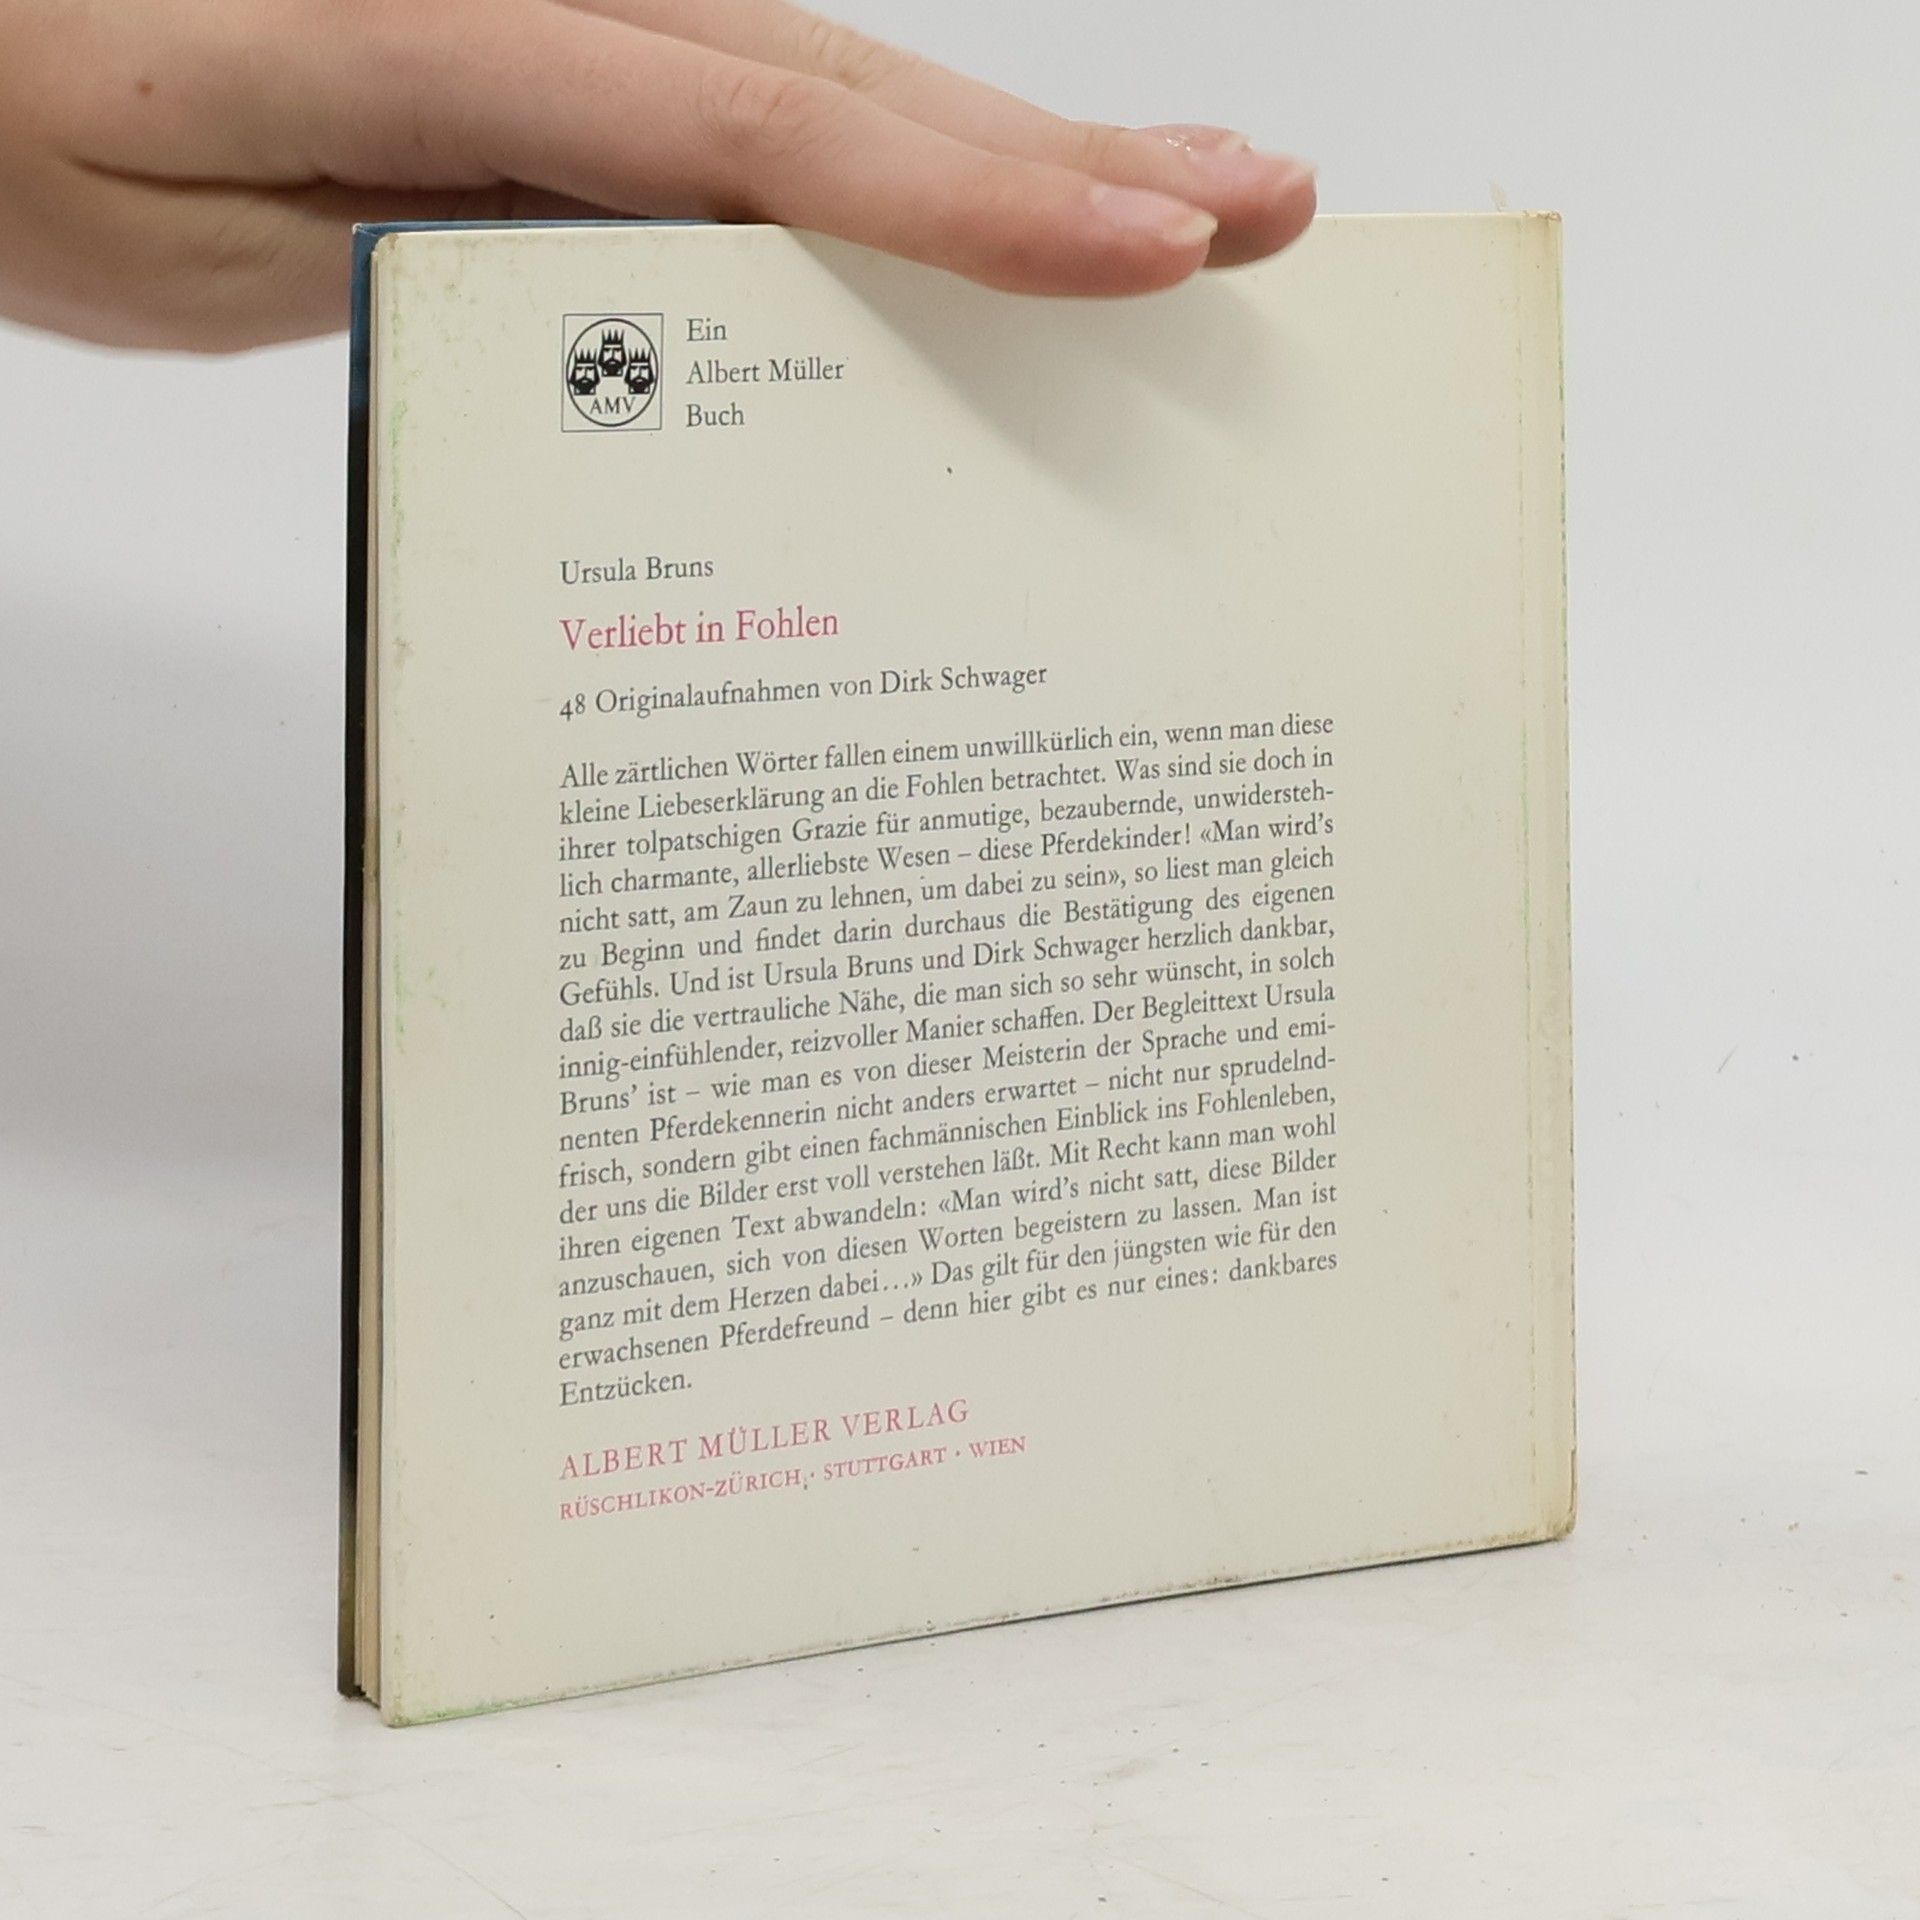 AMV
Ein
Albert Müller
Buch
Ursula Bruns
Verliebt in Fohlen
48 Originalaufnahmen von Dirk Schwager
Alle zärtlichen Wörter fallen einem unwillkürlich ein, wenn man diese
kleine Liebeserklärung an die Fohlen betrachtet. Was sind sie doch in
ihrer tolpatschigen Grazie für anmutige, bezaubernde, unwidersteh-
lich charmante, allerliebste Wesen – diese Pferdekinder! «Man wird's
nicht satt, am Zaun zu lehnen, um dabei zu sein», so liest man gleich
zu Beginn und findet darin durchaus die Bestätigung des eigenen
Gefühls. Und ist Ursula Bruns und Dirk Schwager herzlich dankbar,
daß sie die vertrauliche Nähe, die man sich so sehr wünscht, in solch
innig-einfühlender, reizvoller Manier schaffen. Der Begleittext Ursula
Bruns' ist – wie man es von dieser Meisterin der Sprache und emi-
nenten Pferdekennerin nicht anders erwartet – nicht nur sprudelnd-
frisch, sondern gibt einen fachmännischen Einblick ins Fohlenleben,
der uns die Bilder erst voll verstehen läßt. Mit Recht kann man wohl
ihren eigenen Text abwandeln: «Man wird's nicht satt, diese Bilder
anzuschauen, sich von diesen Worten begeistern zu lassen. Man ist
ganz mit dem Herzen dabei...» Das gilt für den jüngsten wie für den
erwachsenen Pferdefreund – denn hier gibt es nur eines: dankbares
Entzücken.
ALBERT MÜLLER VERLAG
RÜSCHLIKON-ZÜRICH · STUTTGART · WIEN